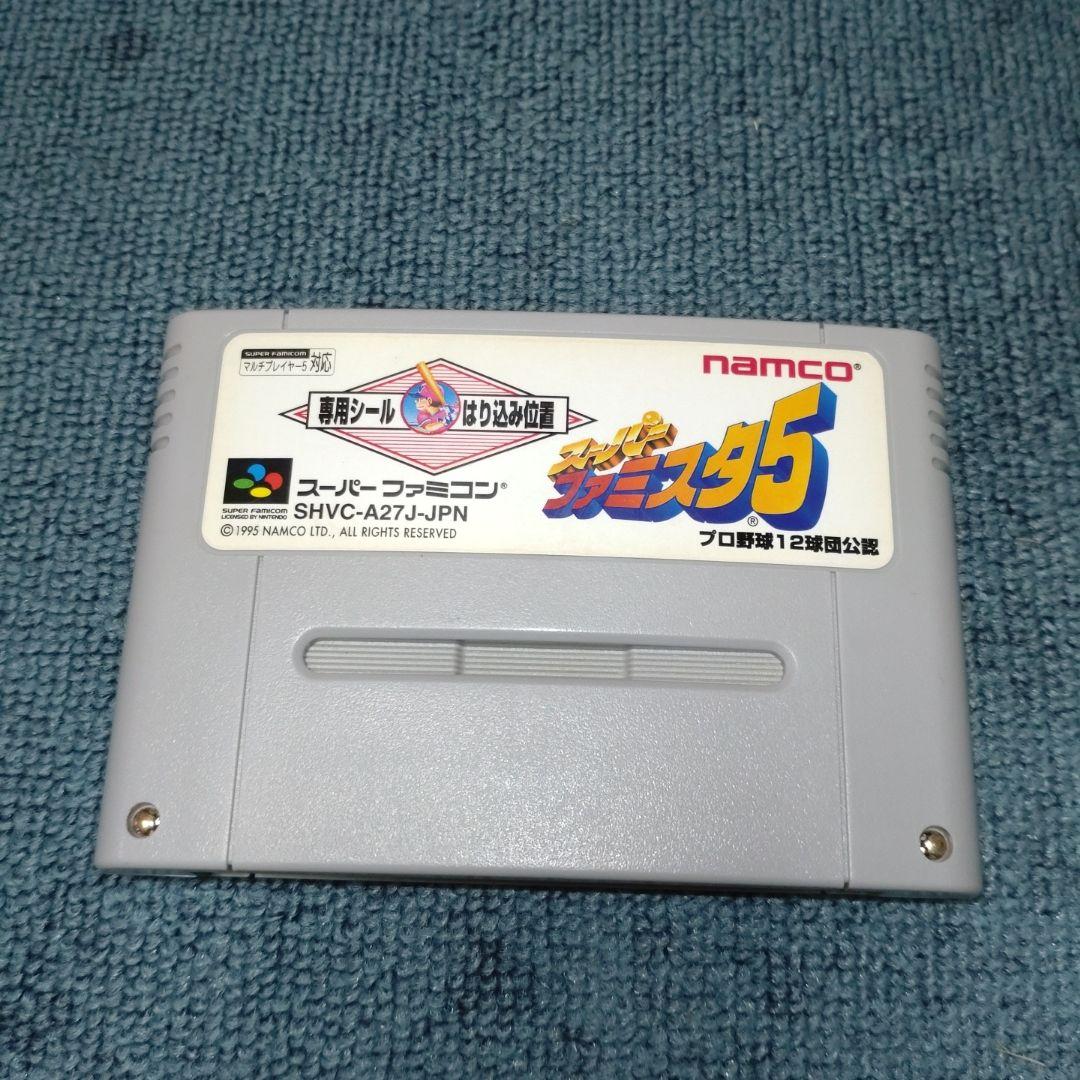 SUPER FAMICOM
マルチプレイヤー5 対応
専用シール はり込み位置
namco®
スーパー
ファミスタ5®
スーパーファミコン®
SUPER FAMICOM
LICENSED BY NINTENDO
SHVC-A27J-JPN
©1995 NAMCO LTD., ALL RIGHTS RESERVED
プロ野球12球団公認